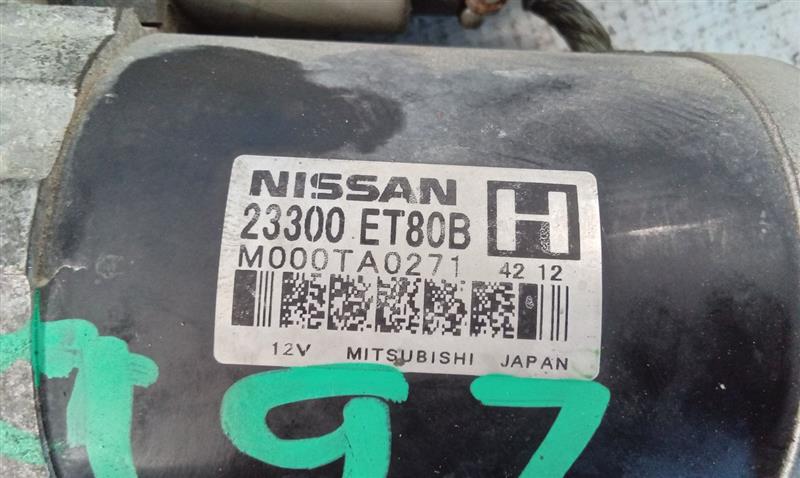 NISSAN H
23300 ET80B
M000TA0271 42 12
12V MITSUBISHI JAPAN
97